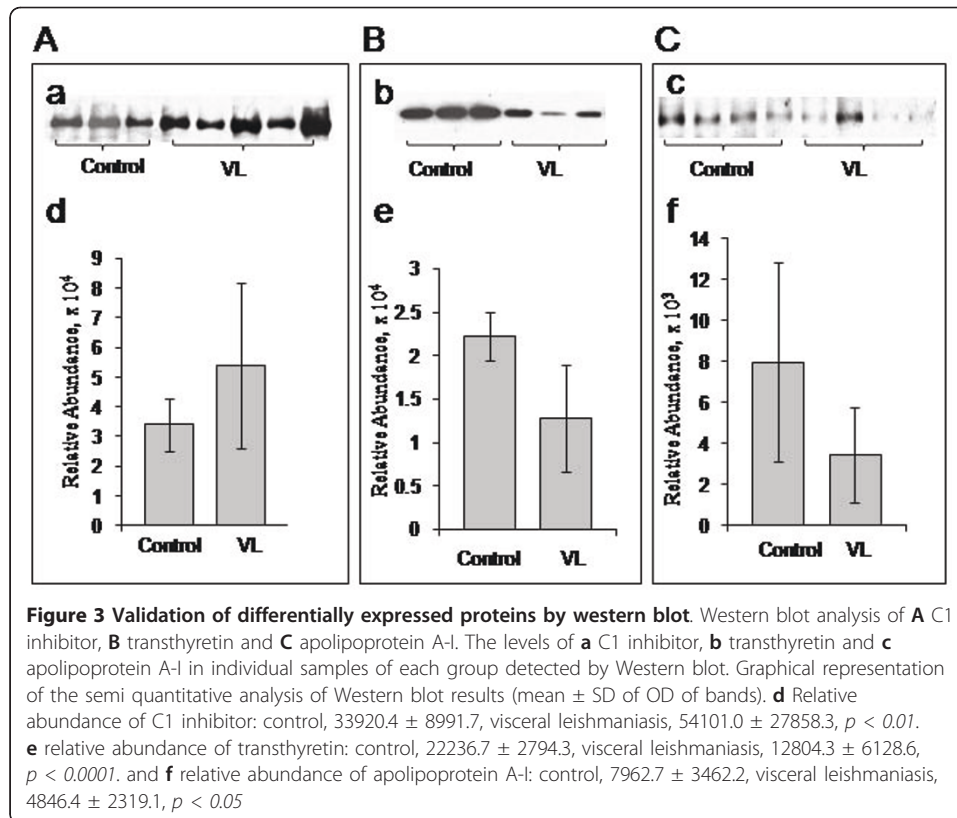 A
B
C
a
b
c
Control
VL
Control
VL
Control
VL
d
Relative Abundance, x 10⁴
9
8
7
6
5
4
3
2
1
0
Control
VL
e
Relative Abundance, x 10⁴
3
2.5
2
1.5
1
0.5
0
Control
VL
f
Relative Abundance, x 10³
14
12
10
8
6
4
2
0
Control
VL
Figure 3 Validation of differentially expressed proteins by western blot. Western blot analysis of A C1
inhibitor, B transthyretin and C apolipoprotein A-I. The levels of a C1 inhibitor, b transthyretin and c
apolipoprotein A-I in individual samples of each group detected by Western blot. Graphical representation
of the semi quantitative analysis of Western blot results (mean ± SD of OD of bands). d Relative
abundance of C1 inhibitor: control, 33920.4 ± 8991.7, visceral leishmaniasis, 54101.0 ± 27858.3, p < 0.01.
e relative abundance of transthyretin: control, 22236.7 ± 2794.3, visceral leishmaniasis, 12804.3 ± 6128.6,
p < 0.0001. and f relative abundance of apolipoprotein A-I: control, 7962.7 ± 3462.2, visceral leishmaniasis,
4846.4 ± 2319.1, p < 0.05